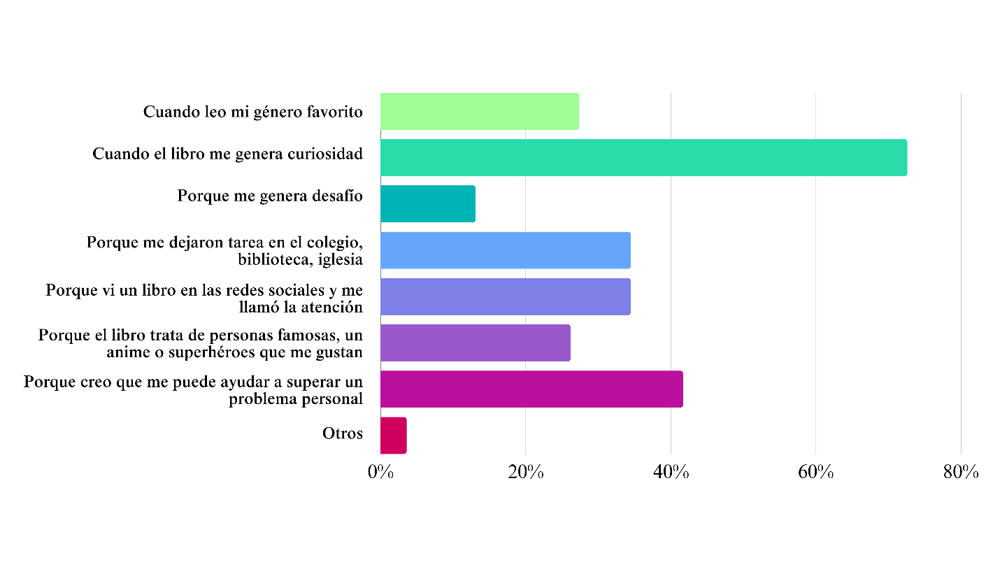 Cuando leo mi género favorito
Cuando el libro me genera curiosidad
Porque me genera desafío
Porque me dejaron tarea en el colegio,
biblioteca, iglesia
Porque vi un libro en las redes sociales y me
llamó la atención
Porque el libro trata de personas famosas, un
anime o superhéroes que me gustan
Porque creo que me puede ayudar a superar un
problema personal
Otros
0% 20% 40% 60% 80%